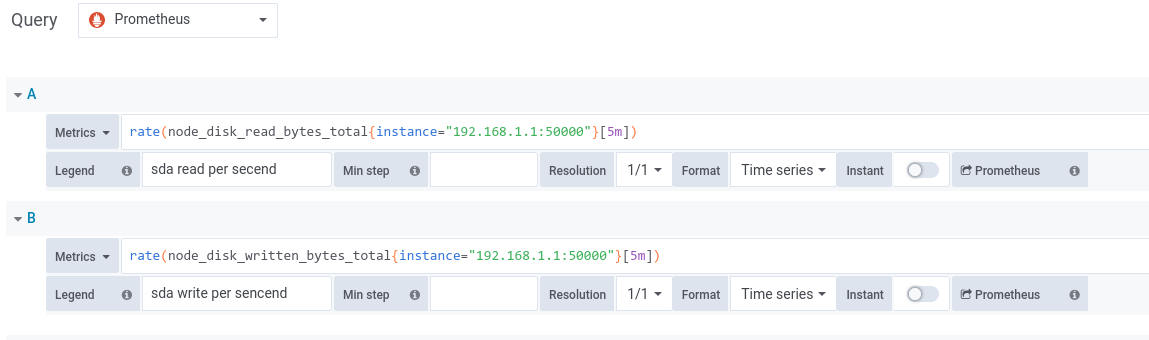 Query Prometheus
A
Metrics rate(node_disk_read_bytes_total{instance="192.168.1.1:50000"}[5m])
Legend sda read per secend Min step Resolution 1/1 Format Time series Instant Prometheus
B
Metrics rate(node_disk_written_bytes_total{instance="192.168.1.1:50000"}[5m])
Legend sda write per sencend Min step Resolution 1/1 Format Time series Instant Prometheus